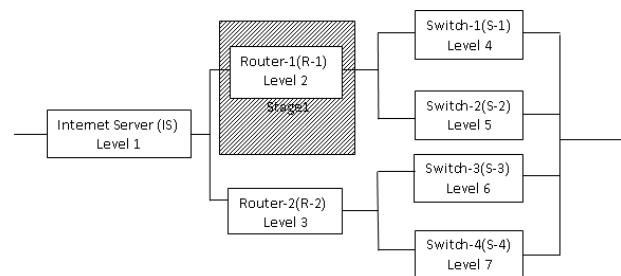 Switch-1(S-1)
Level 4
Router-1(R-1)
Level 2
Stage1
Switch-2(S-2)
Level 5
Internet Server (IS)
Level 1
Switch-3(S-3)
Level 6
Router-2(R-2)
Level 3
Switch-4(S-4)
Level 7